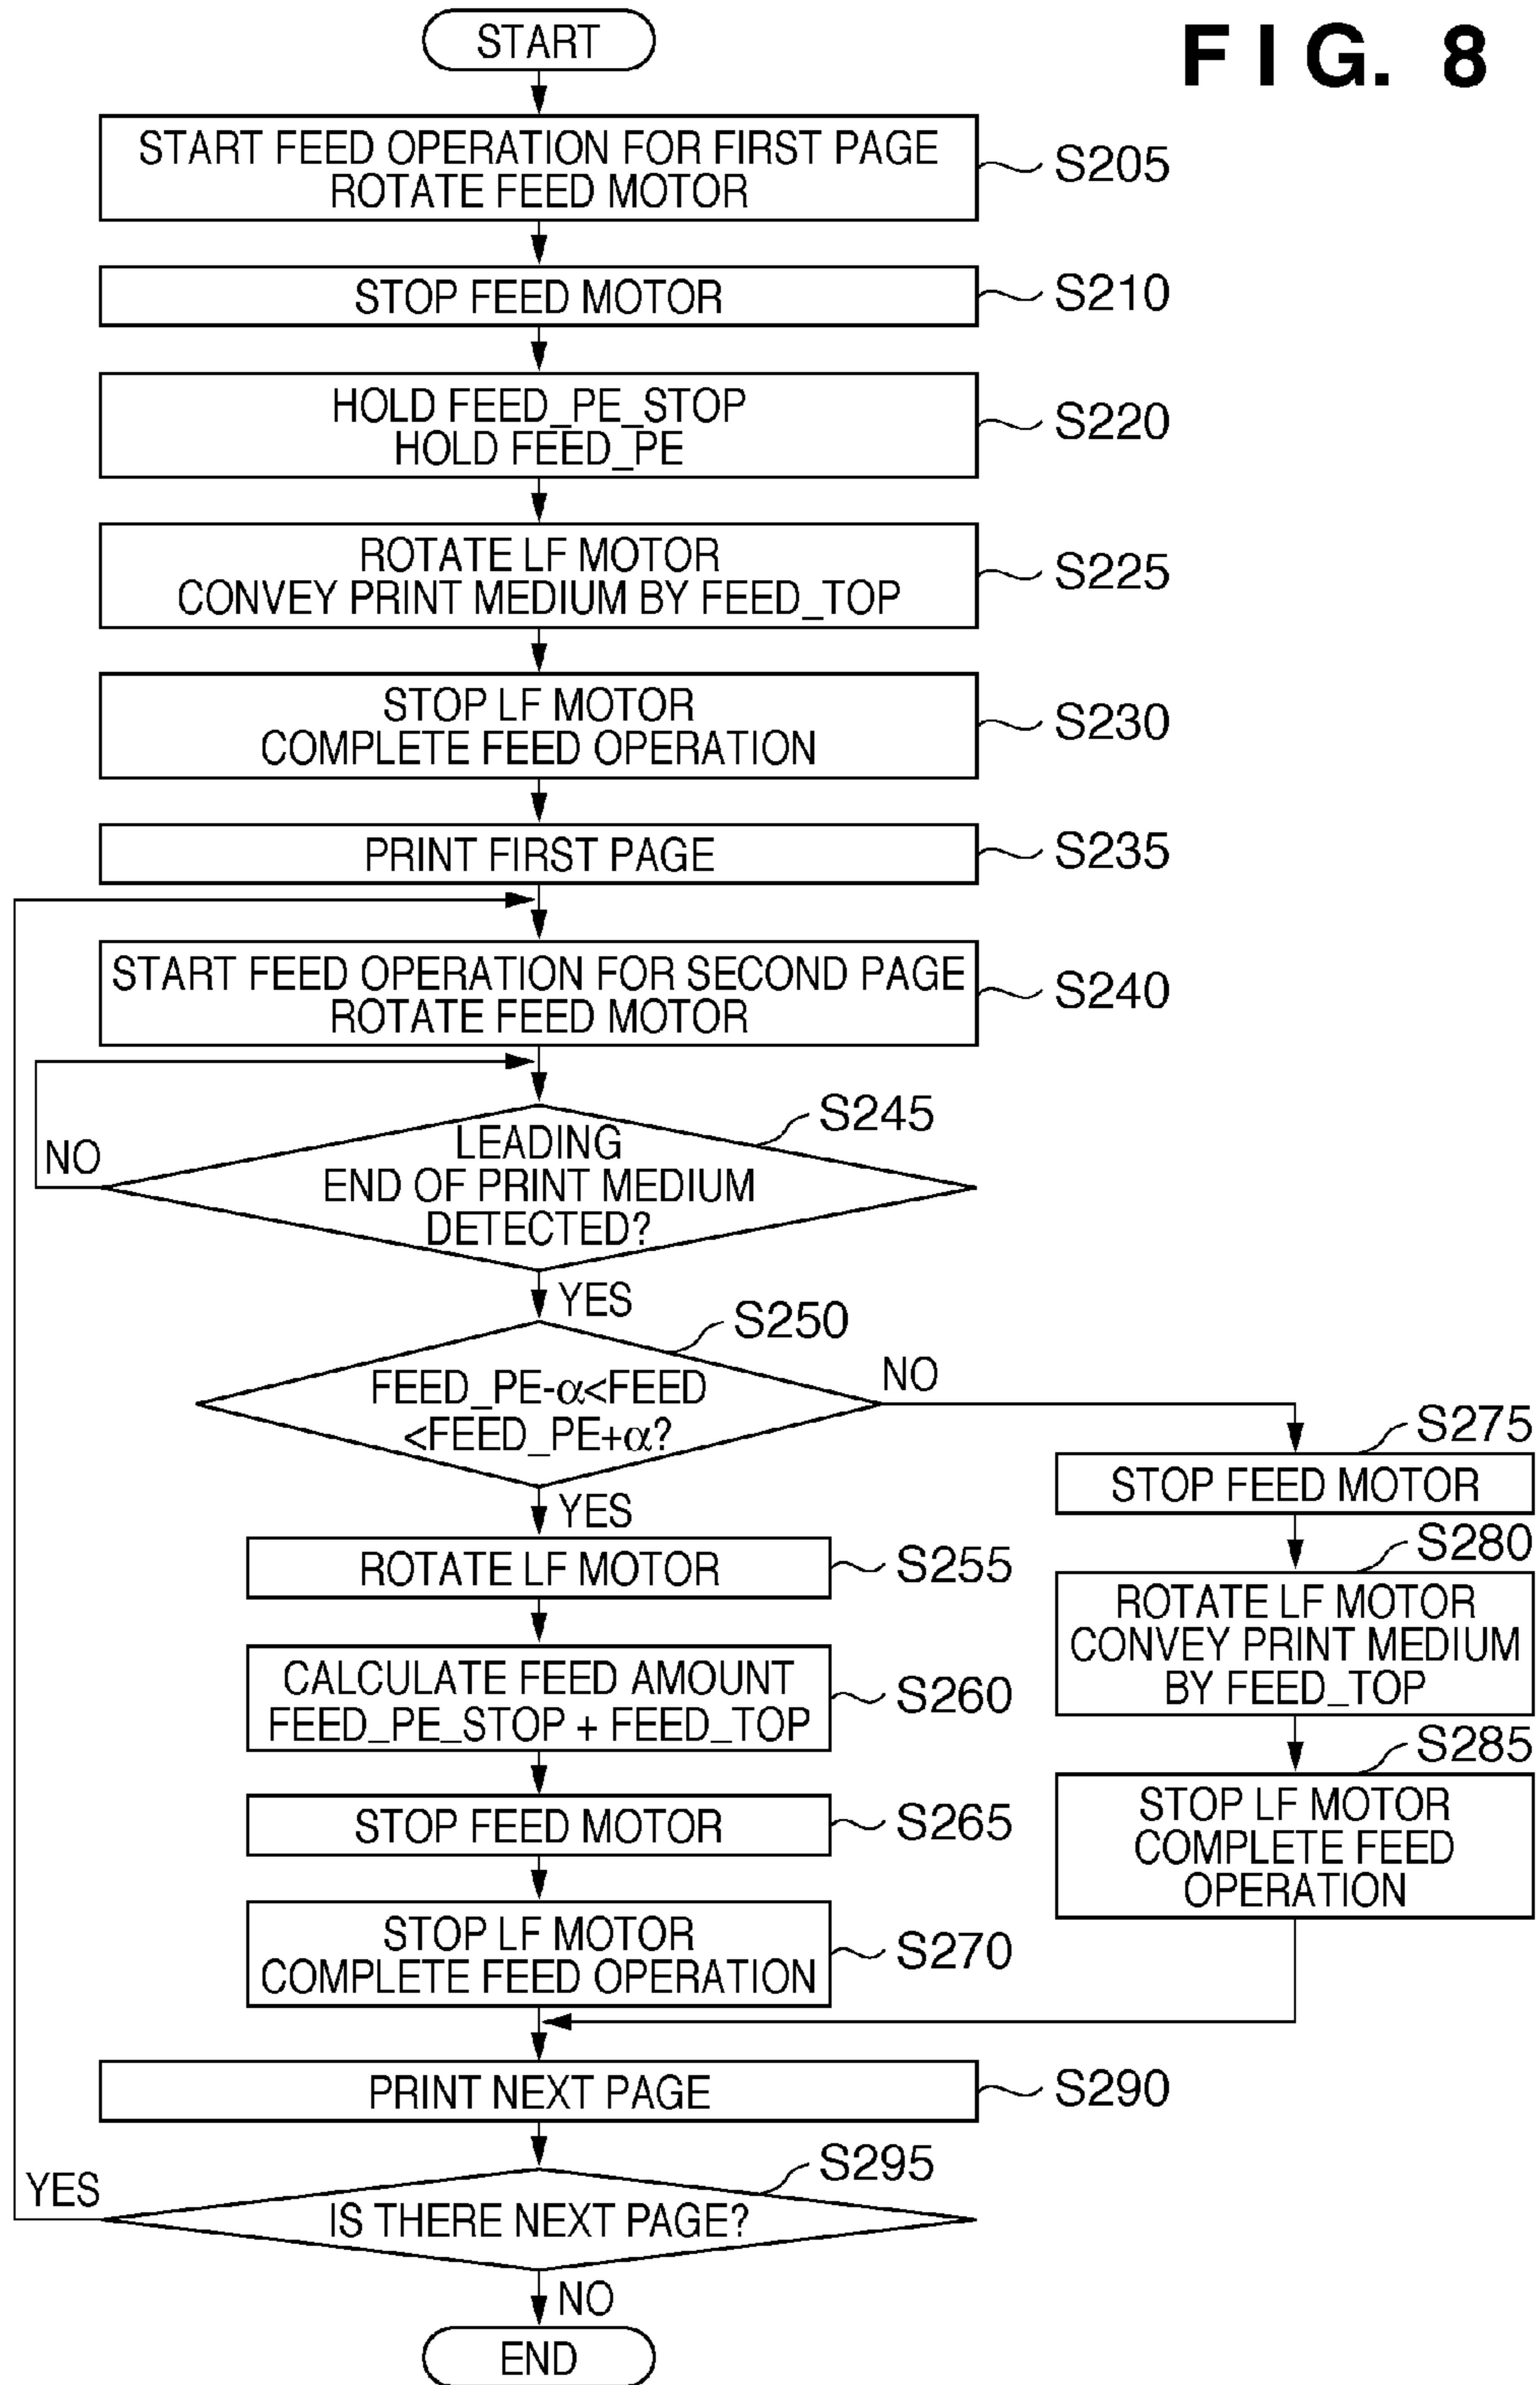 FIG. 8
START
START FEED OPERATION FOR FIRST PAGE
ROTATE FEED MOTOR
S205
STOP FEED MOTOR
S210
HOLD FEED_PE_STOP
HOLD FEED_PE
S220
ROTATE LF MOTOR
CONVEY PRINT MEDIUM BY FEED_TOP
S225
STOP LF MOTOR
COMPLETE FEED OPERATION
S230
PRINT FIRST PAGE
S235
START FEED OPERATION FOR SECOND PAGE
ROTATE FEED MOTOR
S240
S245
LEADING
END OF PRINT MEDIUM
DETECTED?
NO
YES
S250
FEED_PE-α<FEED
<FEED_PE+α?
NO
YES
ROTATE LF MOTOR
S255
CALCULATE FEED AMOUNT
FEED_PE_STOP + FEED_TOP
S260
STOP FEED MOTOR
S265
STOP LF MOTOR
COMPLETE FEED OPERATION
S270
S275
STOP FEED MOTOR
S280
ROTATE LF MOTOR
CONVEY PRINT MEDIUM
BY FEED_TOP
S285
STOP LF MOTOR
COMPLETE FEED
OPERATION
PRINT NEXT PAGE
S290
S295
IS THERE NEXT PAGE?
YES
NO
END